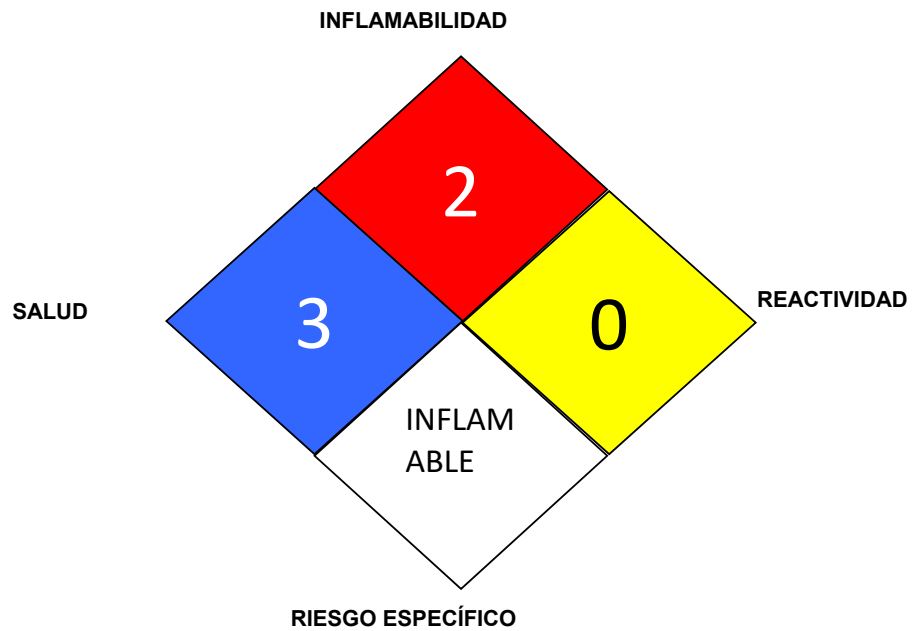 INFLAMABILIDAD
2
SALUD
3
0
REACTIVIDAD
INFLAM
ABLE
RIESGO ESPECÍFICO